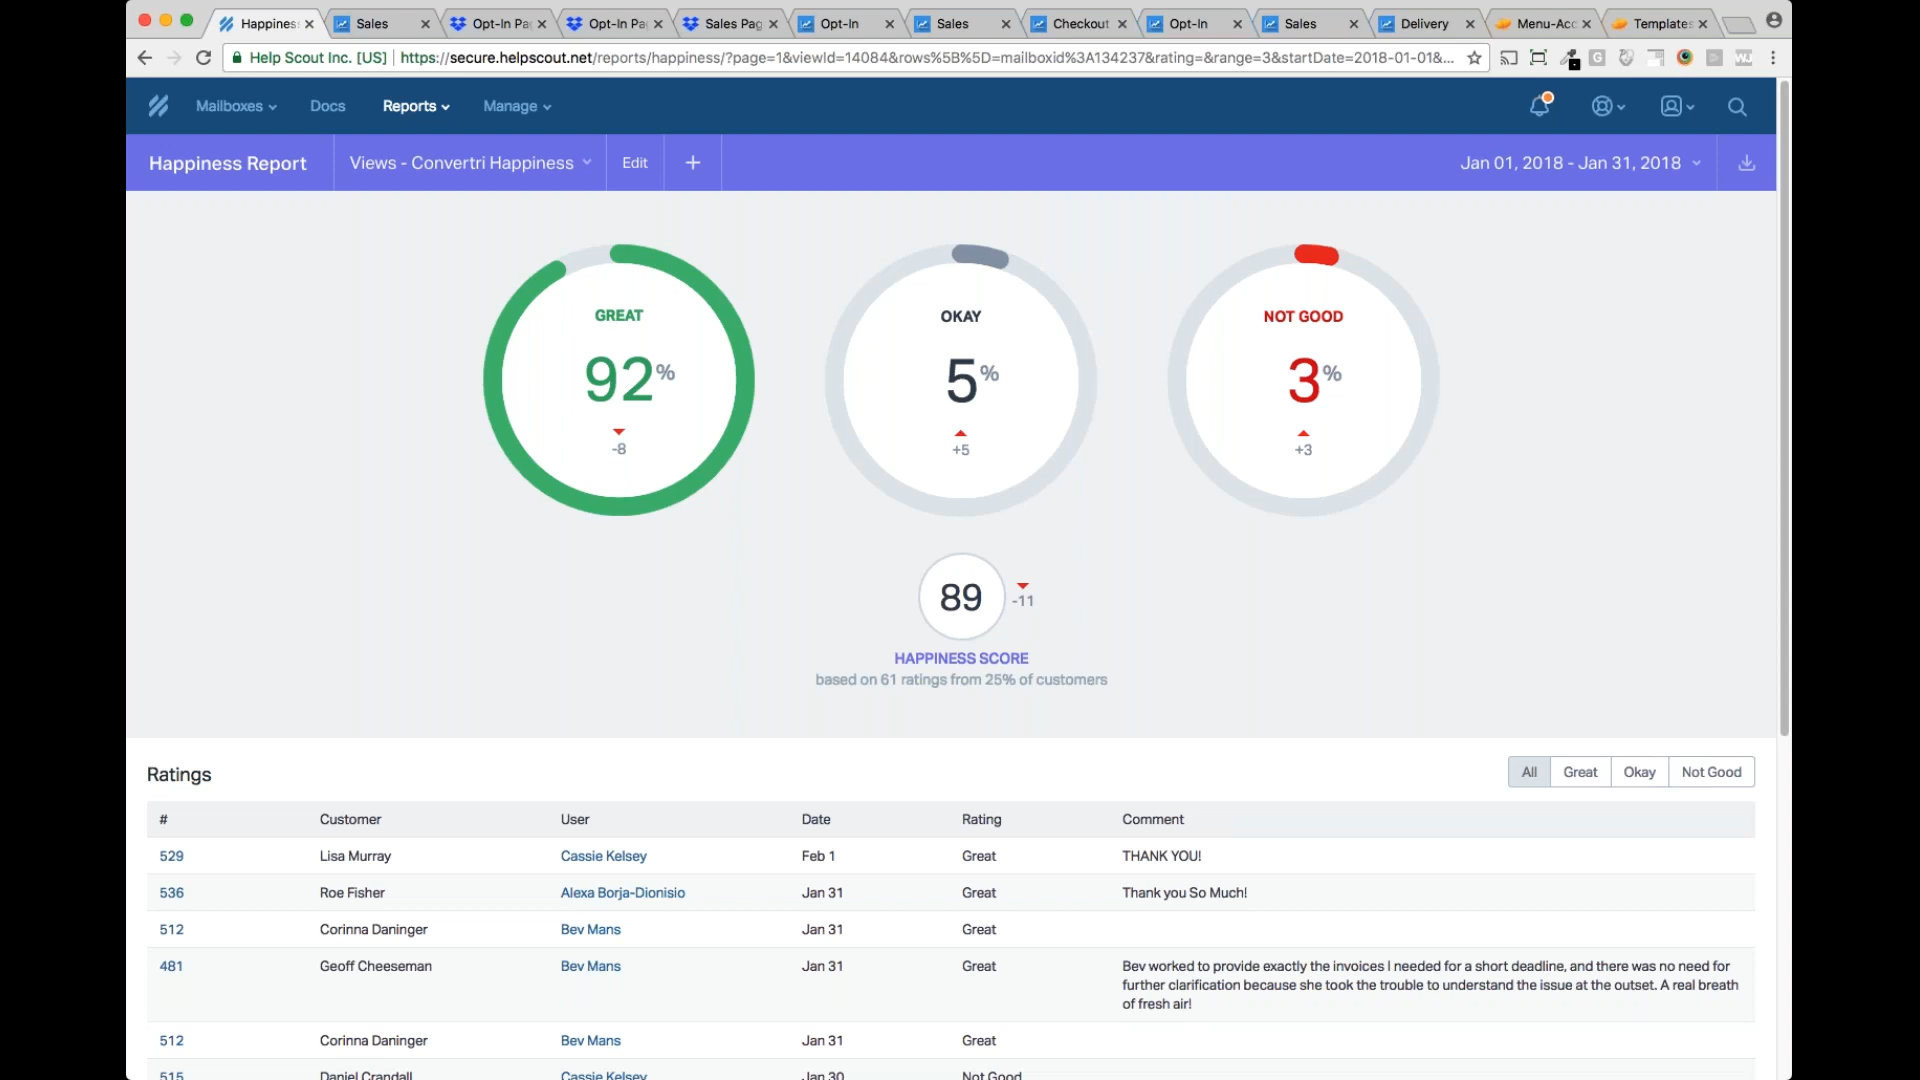 Happiness
Sales
Opt-In Pa
Opt-In Pa
Sales Pag
Opt-In
Sales
Checkout
Opt-In
Sales
Delivery
Menu-Acc
Templates
Help Scout Inc. [US]
https://secure.helpscout.net/reports/happiness/?page=1&viewId=14084&rows%5B%5D=mailboxid%3A134237&rating=&range=3&startDate=2018-01-01&...
Mailboxes
Docs
Reports
Manage
Happiness Report
Views - Convertri Happiness
Edit
+
Jan 01, 2018 - Jan 31, 2018
GREAT
92%
-8
OKAY
5%
+5
NOT GOOD
3%
+3
89
-11
HAPPINESS SCORE
based on 61 ratings from 25% of customers
Ratings
All Great Okay Not Good
# Customer User Date Rating Comment
529 Lisa Murray Cassie Kelsey Feb 1 Great THANK YOU!
536 Roe Fisher Alexa Borja-Dionisio Jan 31 Great Thank you So Much!
512 Corinna Daninger Bev Mans Jan 31 Great
481 Geoff Cheeseman Bev Mans Jan 31 Great Bev worked to provide exactly the invoices I needed for a short deadline, and there was no need for
further clarification because she took the trouble to understand the issue at the outset. A real breath
of fresh air!
512 Corinna Daninger Bev Mans Jan 31 Great
515 Daniel Crandall Cassie Kelsey Jan 30 Not Good